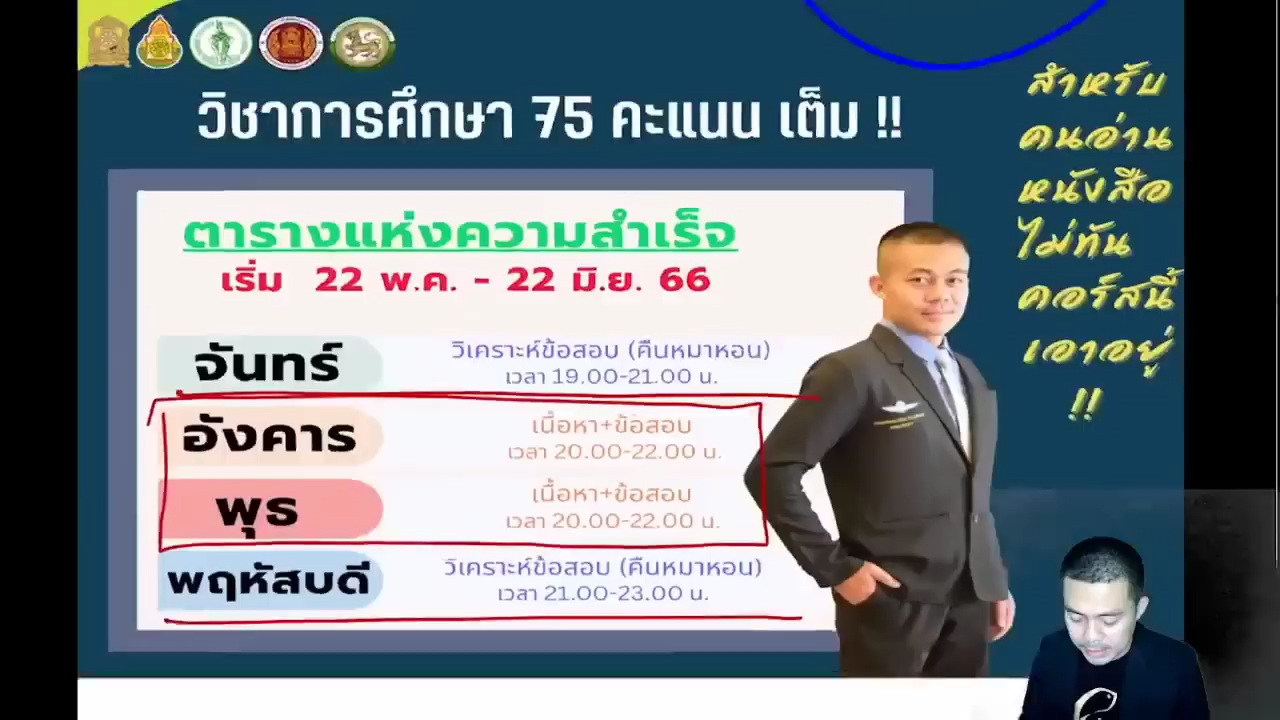 วิชาการศึกษา 75 คะแนน เต็ม !!
ตารางแห่งความสำเร็จ
เริ่ม 22 พ.ค. - 22 มิ.ย. 66
จันทร์
วิเคราะห์ข้อสอบ (คืนหมาหอน)
เวลา 19.00-21.00 น.
อังคาร
เนื้อหา+ข้อสอบ
เวลา 20.00-22.00 น.
พุธ
เนื้อหา+ข้อสอบ
เวลา 20.00-22.00 น.
พฤหัสบดี
วิเคราะห์ข้อสอบ (คืนหมาหอน)
เวลา 21.00-23.00 น.
สำหรับ
คนอ่าน
หนังสือ
ไม่ทัน
คอร์สนี้
เอาอยู่
!!